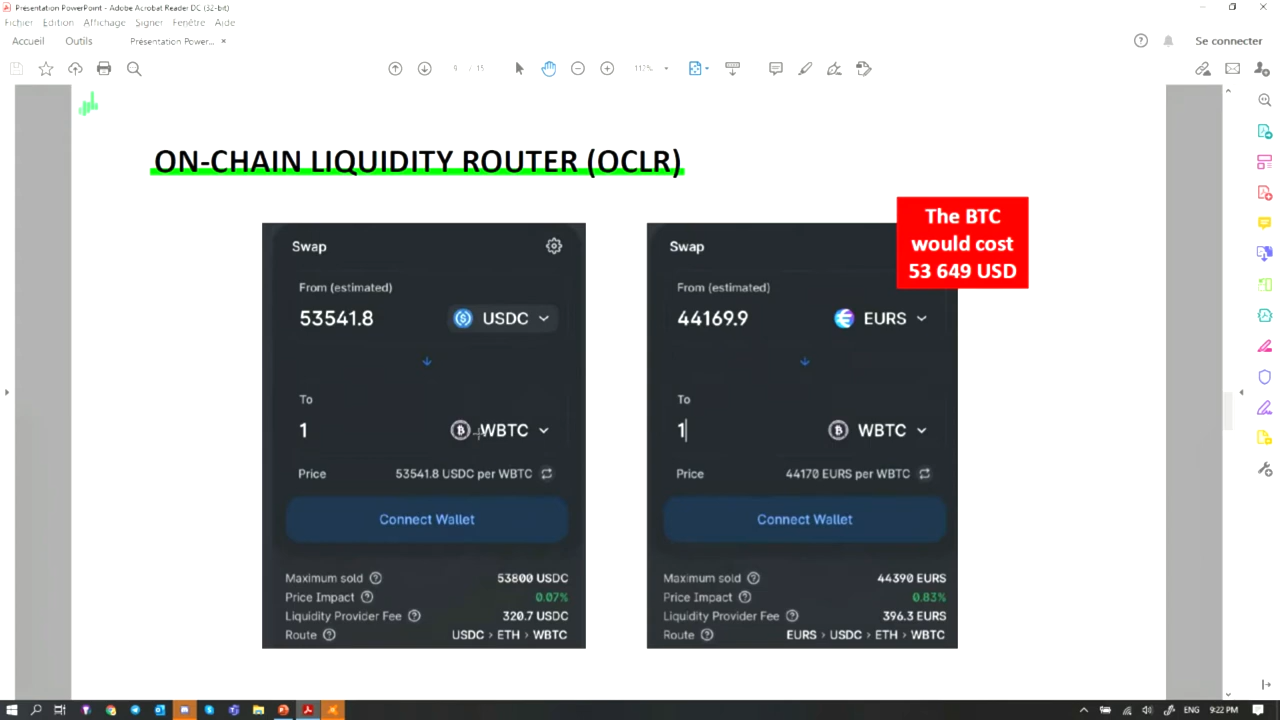 Présentation PowerPoint - Adobe Acrobat Reader DC (32-bit)
Fichier Edition Affichage Signer Fenêtre Aide
Accueil Outils Présentation Power... × Se connecter
9 / 15 112%
ON-CHAIN LIQUIDITY ROUTER (OCLR)
The BTC
would cost
53 649 USD
Swap
From (estimated)
53541.8 USDC
To
1 WBTC
Price 53541.8 USDC per WBTC
Connect Wallet
Maximum sold 53800 USDC
Price Impact 0.07%
Liquidity Provider Fee 320.7 USDC
Route USDC > ETH > WBTC
Swap
From (estimated)
44169.9 EURS
To
1 WBTC
Price 44170 EURS per WBTC
Connect Wallet
Maximum sold 44390 EURS
Price Impact 0.83%
Liquidity Provider Fee 396.3 EURS
Route EURS > USDC > ETH > WBTC
ENG 9:22 PM